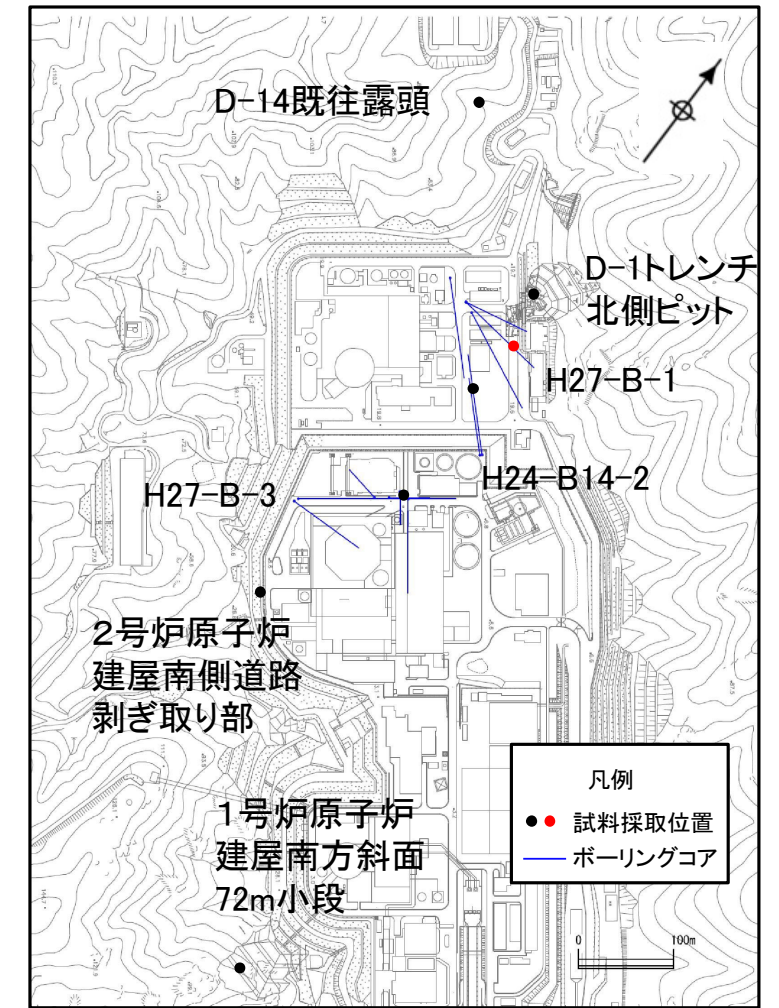 D-14既往露頭
D-1トレンチ
北側ピット
H27-B-1
H24-B14-2
H27-B-3
2号炉原子炉
建屋南側道路
剥ぎ取り部
1号炉原子炉
建屋南方斜面
72m小段
凡例
試料採取位置
ボーリングコア
0 100m